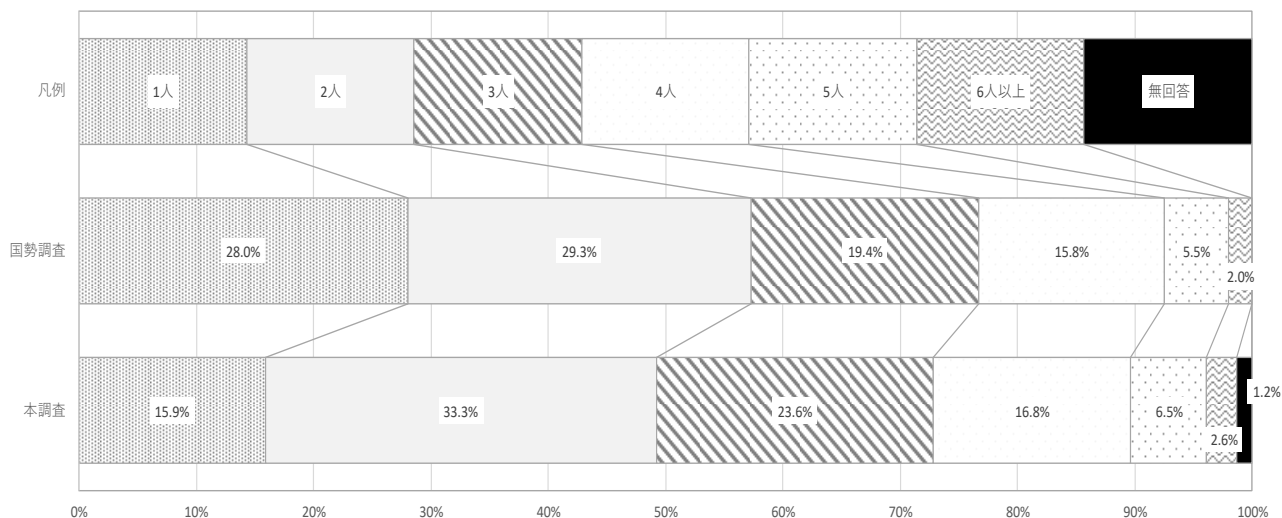 凡例 1人 2人 3人 4人 5人 6人以上 無回答
国勢調査 28.0% 29.3% 19.4% 15.8% 5.5% 2.0%
本調査 15.9% 33.3% 23.6% 16.8% 6.5% 2.6% 1.2%
0% 10% 20% 30% 40% 50% 60% 70% 80% 90% 100%